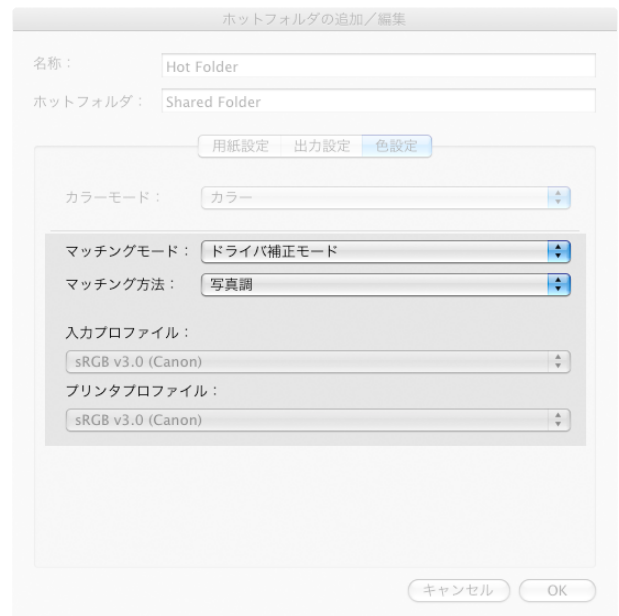 ホットフォルダの追加／編集
名称： Hot Folder
ホットフォルダ： Shared Folder
用紙設定 出力設定 色設定
カラーモード： カラー
マッチングモード： ドライバ補正モード
マッチング方法： 写真調
入力プロファイル：
sRGB v3.0 (Canon)
プリンタプロファイル：
sRGB v3.0 (Canon)
キャンセル OK